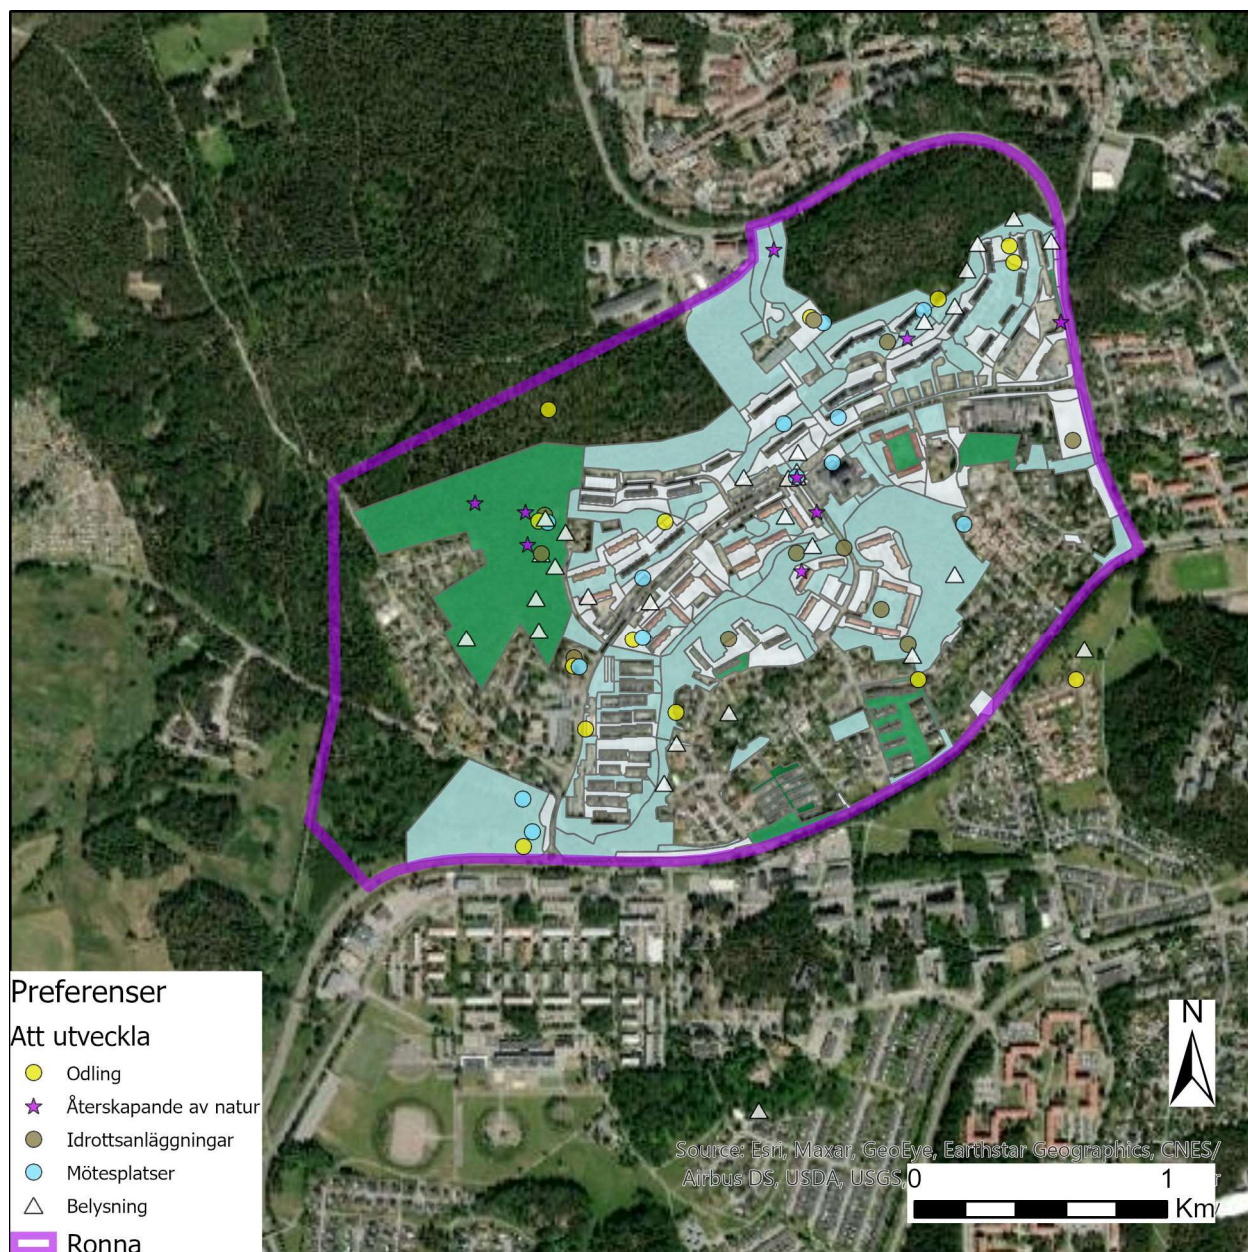 Preferenser
Att utveckla
Odling
Återskapande av natur
Idrottsanläggningar
Mötesplatser
Belysning
Ronna
N
Source: Esri, Maxar, GeoEye, Earthstar Geographics, CNES/
Airbus DS, USDA, USGS,
0 1
Km